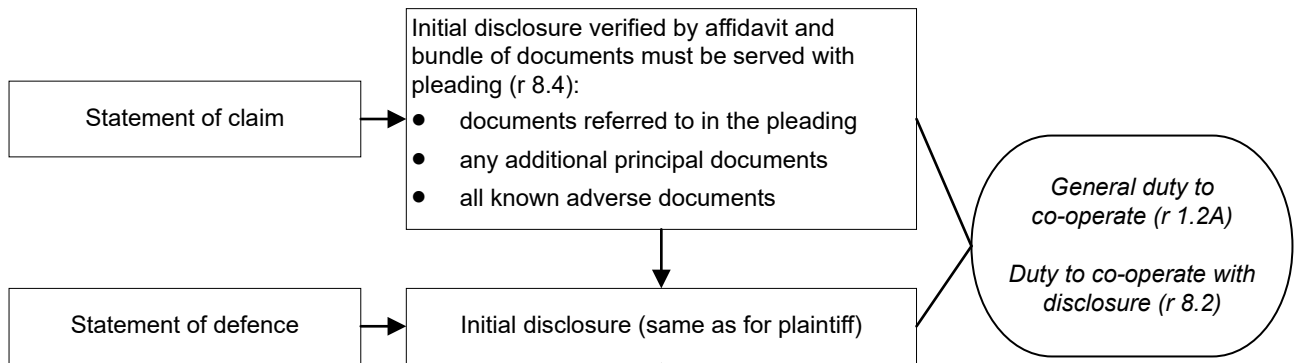 Initial disclosure verified by affidavit and
bundle of documents must be served with
pleading (r 8.4):
Statement of claim
● documents referred to in the pleading
● any additional principal documents
● all known adverse documents
General duty to
co-operate (r 1.2A)
Duty to co-operate with
disclosure (r 8.2)
Statement of defence
Initial disclosure (same as for plaintiff)